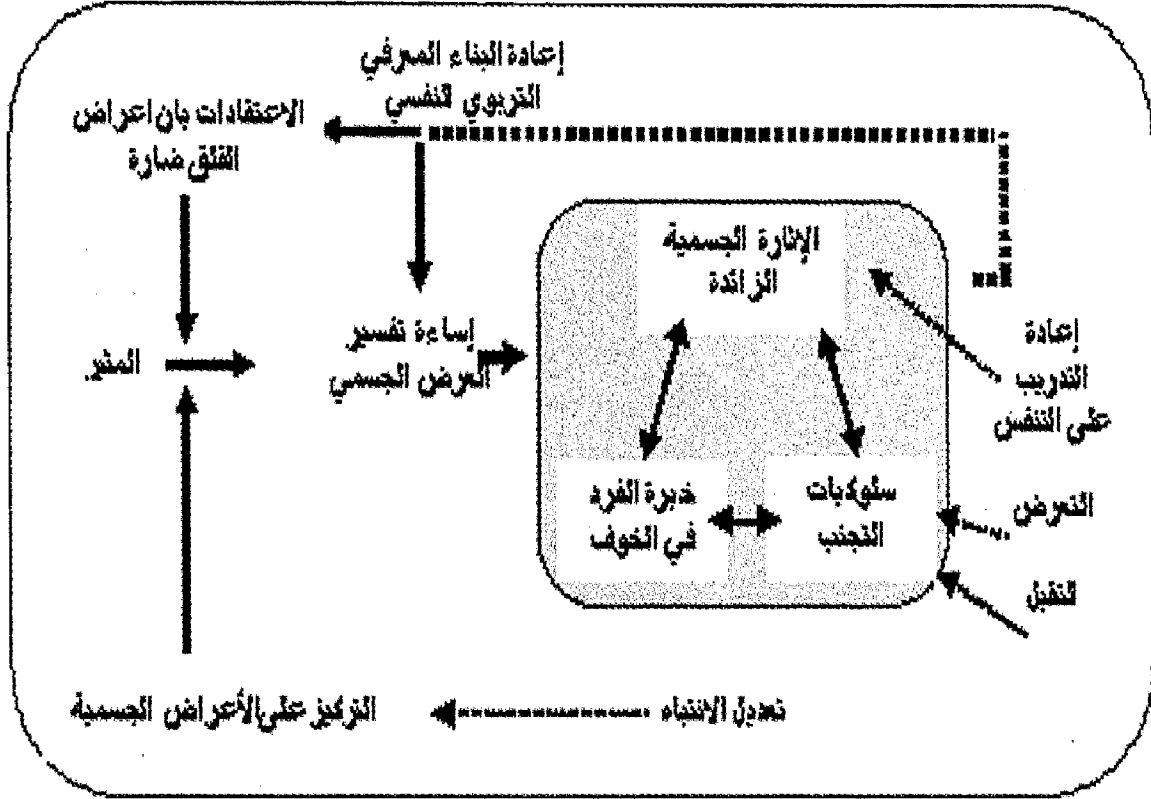 إعادة البناء المعرفي
التربوي النفسي
الاعتقادات بان اعراض
القلق ضارة
الإثارة الجسمية
الزائدة
إعادة
التدريب
على التنفس
إساءة تفسير
العرض الجسمي
المثير
خبرة الفرد
في الخوف
سلوكيات
التجنب
التعرض
التقبل
تعديل الانتباه
التركيز على الأعراض الجسمية